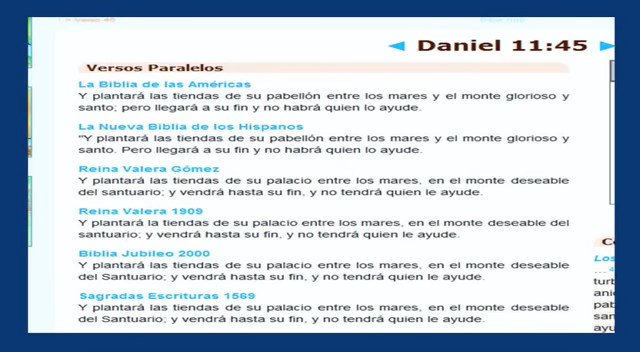 Daniel 11:45
Versos Paralelos
La Biblia de las Américas
Y plantará las tiendas de su pabellón entre los mares y el monte glorioso y
santo; pero llegará a su fin y no habrá quien lo ayude.
La Nueva Biblia de los Hispanos
"Y plantará las tiendas de su pabellón entre los mares y el monte glorioso y
santo. Pero llegará a su fin y no habrá quien lo ayude.
Reina Valera Gómez
Y plantará las tiendas de su palacio entre los mares, en el monte deseable
del santuario; y vendrá hasta su fin, y no tendrá quien le ayude.
Reina Valera 1909
Y plantará la tiendas de su palacio entre los mares, en el monte deseable del
santuario; y vendrá hasta su fin, y no tendrá quien le ayude.
Biblia Jubileo 2000
Y plantará las tiendas de su palacio entre los mares, en el monte deseable
del Santuario; y vendrá hasta su fin, y no tendrá quien le ayude.
Sagradas Escrituras 1569
Y plantará las tiendas de su palacio entre los mares, en el monte deseable
del Santuario; y vendrá hasta su fin, y no tendrá quien le ayude.